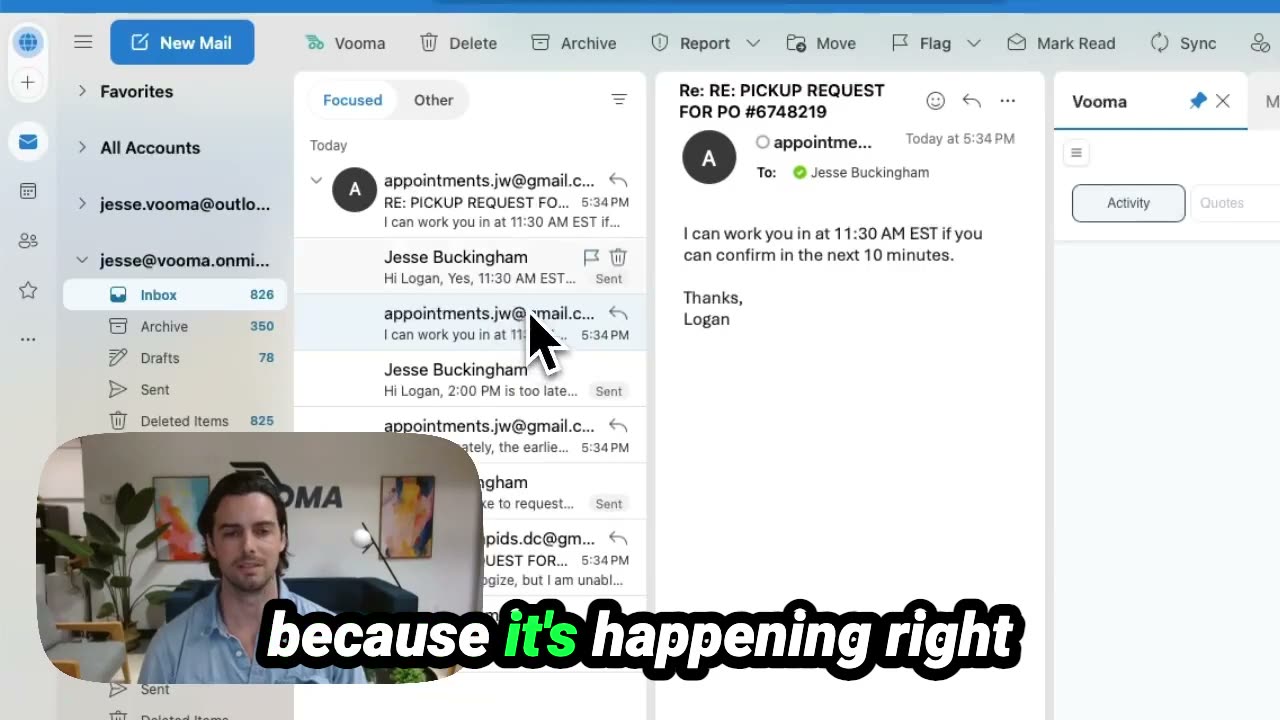 New Mail
Vooma
Delete
Archive
Report
Move
Flag
Mark Read
Sync
Favorites
All Accounts
jesse.vooma@outlo...
jesse@vooma.onmi...
Inbox 826
Archive 350
Drafts 78
Sent
Deleted Items 825
Sent
Deleted Items
Focused Other
Today
A
appointments.jw@gmail.c...
RE: PICKUP REQUEST FO... 5:34 PM
I can work you in at 11:30 AM EST if...
Jesse Buckingham
Hi Logan, Yes, 11:30 AM EST... Sent
appointments.jw@gmail.c...
I can work you in at 11:... 5:34 PM
Jesse Buckingham
Hi Logan, 2:00 PM is too late... Sent
appointments.jw@gmail.c...
ately, the earlie... 5:34 PM
ingham
ke to request... Sent
pids.dc@gm...
UEST FOR... 5:34 PM
ogize, but I am unabl...
Re: RE: PICKUP REQUEST
FOR PO #6748219
A
appointme... Today at 5:34 PM
To: Jesse Buckingham
I can work you in at 11:30 AM EST if you
can confirm in the next 10 minutes.
Thanks,
Logan
Vooma
M
Activity Quotes
OMA
because it's happening right